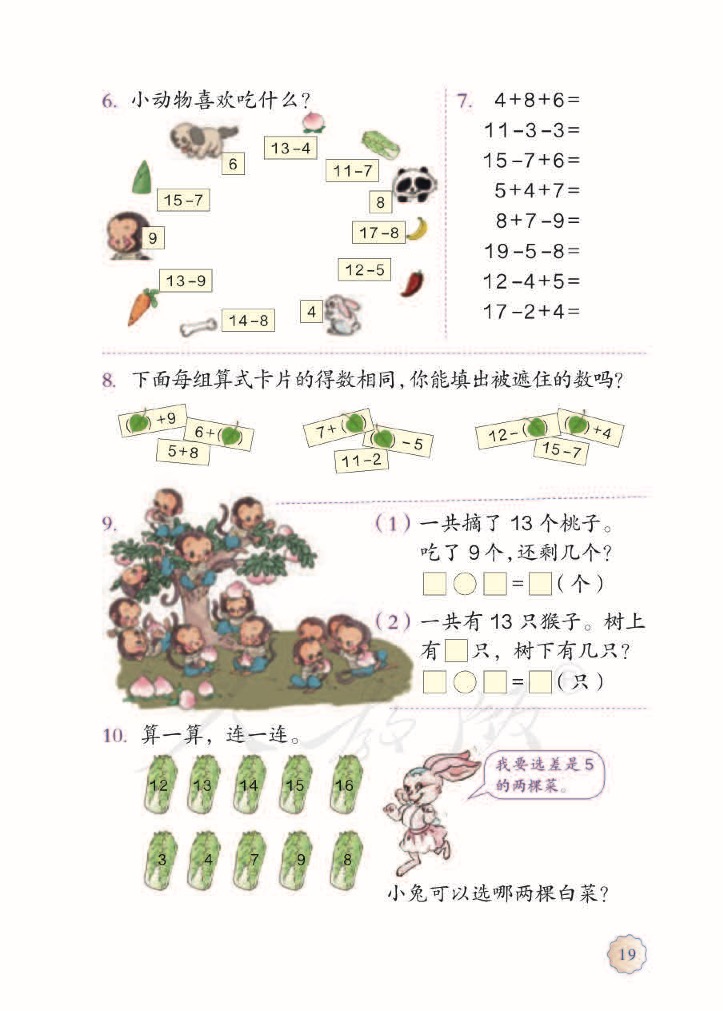 6. 小动物喜欢吃什么？
13-4
6
11-7
15-7
8
9
17-8
12-5
13-9
4
14-8
7. 4+8+6=
11-3-3=
15-7+6=
5+4+7=
8+7-9=
19-5-8=
12-4+5=
17-2+4=
8. 下面每组算式卡片的得数相同，你能填出被遮住的数吗？
( )+9
6+( )
5+8
7+( )
( )-5
11-2
12-( )
( )+4
15-7
9.
（1）一共摘了 13 个桃子。
吃了 9 个，还剩几个？
□○□=□（个）
（2）一共有 13 只猴子。树上
有□只，树下有几只？
□○□=□（只）
10. 算一算，连一连。
12 13 14 15 16
我要选差是 5
的两棵菜。
3 4 7 9 8
小兔可以选哪两棵白菜？
19